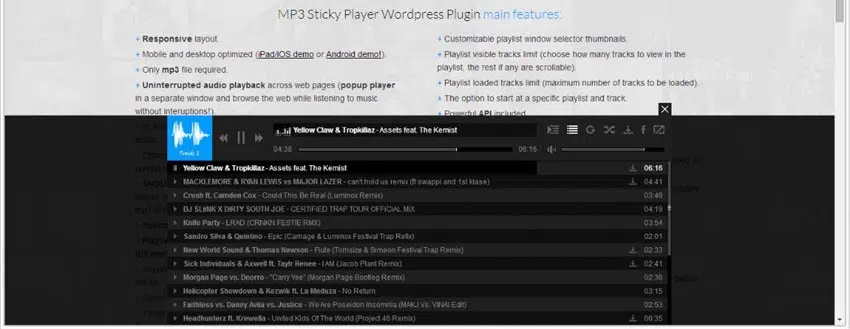 MP3 Sticky Player Wordpress Plugin main features:
+ Responsive layout.
+ Mobile and desktop optimized (iPad/IOS demo or Android demo!).
+ Only mp3 file required.
+ Uninterrupted audio playback across web pages (popup player
in a separate window and browse the web while listening to music
without interuptions!)
+ Customizable playlist window selector thumbnails.
+ Playlist visible tracks limit (choose how many tracks to view in the
playlist, the rest if any are scrollable).
+ Playlist loaded tracks limit (maximum number of tracks to be loaded).
+ The option to start at a specific playlist and track.
+ Powerful API included
Track 1
Yellow Claw & Tropkillaz - Assets feat. The Kemist
04:38 06:16
Yellow Claw & Tropkillaz - Assets feat. The Kemist 06:16
MACKLEMORE & RYAN LEWIS vs MAJOR LAZER - can't hold us remix (ft swappi and 1st klase) 04:41
Crush ft. Camden Cox - Could This Be Real (Luminox Remix) 03:49
DJ SLiNK X DIRTY SOUTH JOE - CERTIFIED TRAP TOUR OFFICIAL MIX 04:19
Knife Party - LRAD (CRNKN FESTIE RMX) 03:54
Sandro Silva & Quintino - Epic (Carnage & Luminox Festival Trap Refix) 02:01
New World Sound & Thomas Newson - Flute (Tomsize & Simeon Festival Trap Remix) 02:33
Sick Individuals & Axwell ft. Taylr Renee - I AM (Jacob Plant Remix) 02:41
Morgan Page vs. Deorro - "Carry Yee" (Morgan Page Bootleg Remix) 02:38
Helicopter Showdown & Kezwik ft. La Meduza - No Return 03:15
Faithless vs. Danny Avila vs. Justice - We Are Poseidon Insomnia (MAKJ Vs. VINAI Edit) 02:53
Headhunterz ft. Krewella - United Kids Of The World (Project 46 Remix) 00:35